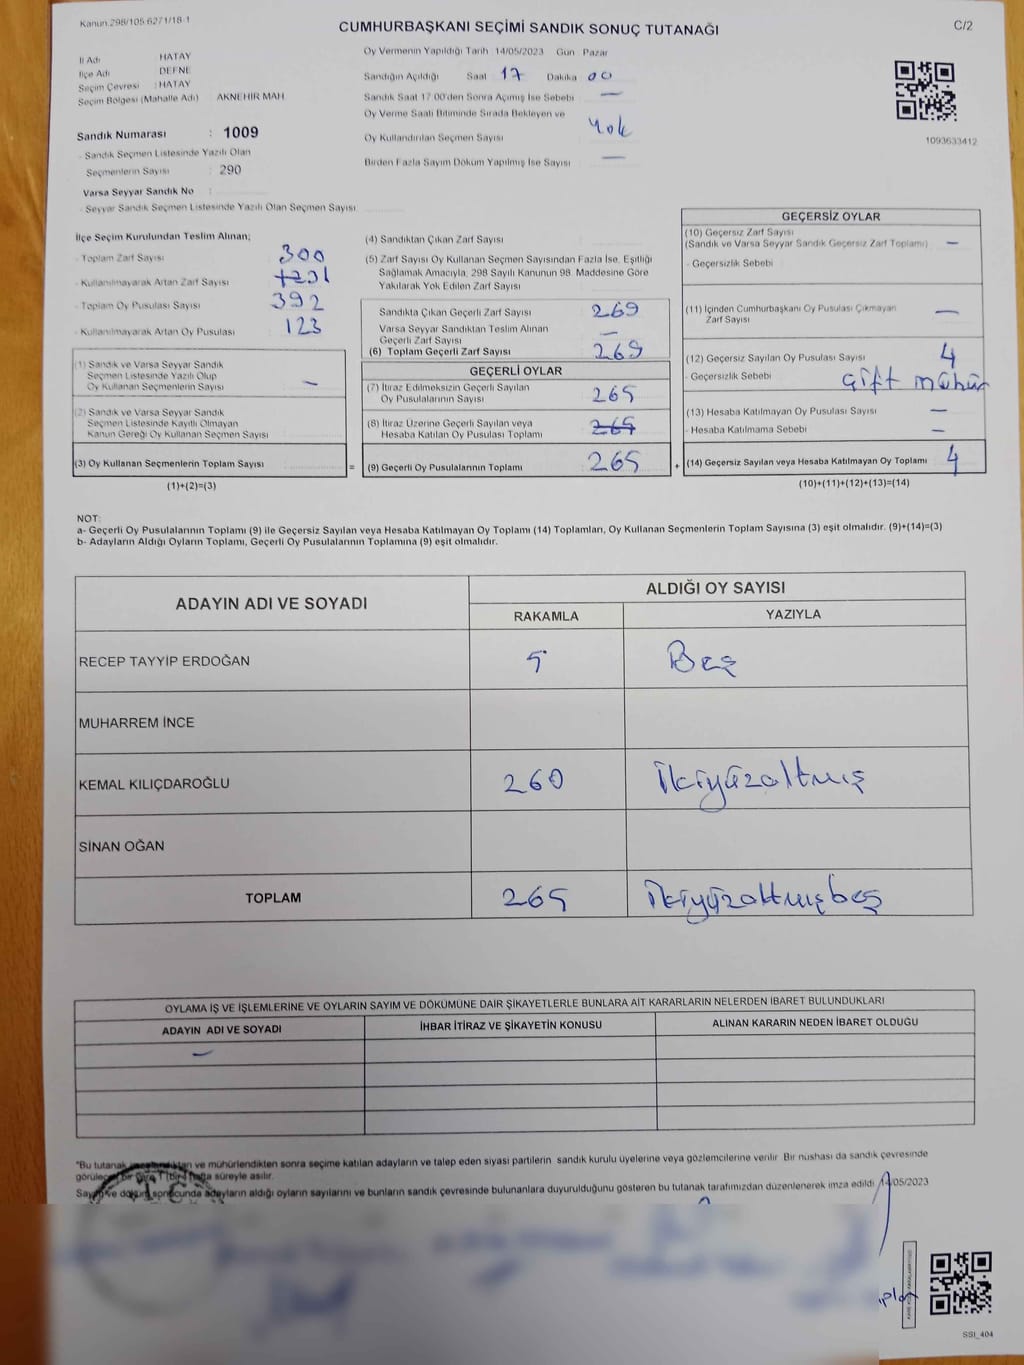 Kanun.298/105.6271/18-1
CUMHURBAŞKANI SEÇİMİ SANDIK SONUÇ TUTANAĞI
C/2
İl Adı HATAY
İlçe Adı DEFNE
Seçim Çevresi : HATAY
Seçim Bölgesi (Mahalle Adı) AKNEHİR MAH
Sandık Numarası : 1009
- Sandık Seçmen Listesinde Yazılı Olan
Seçmenlerin Sayısı : 290
Varsa Seyyar Sandık No :
- Seyyar Sandık Seçmen Listesinde Yazılı Olan Seçmen Sayısı
Oy Vermenin Yapıldığı Tarih 14/05/2023 Gün Pazar
Sandığın Açıldığı Saat 17 Dakika 00
Sandık Saat 17.00'den Sonra Açmış İse Sebebi —
Oy Verme Saati Bitiminde Sırada Bekleyen ve
Oy Kullandırılan Seçmen Sayısı Yok
Birden Fazla Sayım Döküm Yapılmış İse Sayısı —
1093633412
İlçe Seçim Kurulundan Teslim Alınan;
- Toplam Zarf Sayısı 300
- Kullanılmayarak Artan Zarf Sayısı
- Toplam Oy Pusulası Sayısı 392
- Kullanılmayarak Artan Oy Pusulası 123
(1) Sandık ve Varsa Seyyar Sandık
Seçmen Listesinde Yazılı Olup
Oy Kullanan Seçmenlerin Sayısı —
(2) Sandık ve Varsa Seyyar Sandık
Seçmen Listesinde Kayıtlı Olmayan
Kanun Gereği Oy Kullanan Seçmen Sayısı
(3) Oy Kullanan Seçmenlerin Toplam Sayısı
=
(1)+(2)=(3)
(4) Sandıktan Çıkan Zarf Sayısı
(5) Zarf Sayısı Oy Kullanan Seçmen Sayısından Fazla İse, Eşitliği
Sağlamak Amacıyla, 298 Sayılı Kanunun 98. Maddesine Göre
Yakılarak Yok Edilen Zarf Sayısı
Sandıkta Çıkan Geçerli Zarf Sayısı 269
Varsa Seyyar Sandıktan Teslim Alınan
Geçerli Zarf Sayısı —
(6) Toplam Geçerli Zarf Sayısı 269
GEÇERLİ OYLAR
(7) İtiraz Edilmeksizin Geçerli Sayılan
Oy Pusulalarının Sayısı 265
(8) İtiraz Üzerine Geçerli Sayılan veya
Hesaba Katılan Oy Pusulası Toplamı 265
(9) Geçerli Oy Pusulalarının Toplamı 265
+
GEÇERSİZ OYLAR
(10) Geçersiz Zarf Sayısı
(Sandık ve Varsa Seyyar Sandık Geçersiz Zarf Toplamı) —
- Geçersizlik Sebebi
(11) İçinden Cumhurbaşkanı Oy Pusulası Çıkmayan
Zarf Sayısı —
(12) Geçersiz Sayılan Oy Pusulası Sayısı 4
- Geçersizlik Sebebi Çift mühür
(13) Hesaba Katılmayan Oy Pusulası Sayısı —
- Hesaba Katılmama Sebebi —
(14) Geçersiz Sayılan veya Hesaba Katılmayan Oy Toplamı 4
(10)+(11)+(12)+(13)=(14)
NOT:
a- Geçerli Oy Pusulalarının Toplamı (9) ile Geçersiz Sayılan veya Hesaba Katılmayan Oy Toplamı (14) Toplamları, Oy Kullanan Seçmenlerin Toplam Sayısına (3) eşit olmalıdır. (9)+(14)=(3)
b- Adayların Aldığı Oyların Toplamı, Geçerli Oy Pusulalarının Toplamına (9) eşit olmalıdır.
ADAYIN ADI VE SOYADI
ALDIĞI OY SAYISI
RAKAMLA YAZIYLA
RECEP TAYYİP ERDOĞAN 5 Beş
MUHARREM İNCE
KEMAL KILIÇDAROĞLU 260 İkiyüzaltmış
SİNAN OĞAN
TOPLAM 265 İkiyüzaltmışbeş
OYLAMA İŞ VE İŞLEMLERİNE VE OYLARIN SAYIM VE DÖKÜMÜNE DAİR ŞİKAYETLERLE BUNLARA AİT KARARLARIN NELERDEN İBARET BULUNDUKLARI
ADAYIN ADI VE SOYADI İHBAR İTİRAZ VE ŞİKAYETİN KONUSU ALINAN KARARIN NEDEN İBARET OLDUĞU
—
"Bu tutanak ve mühürlendikten sonra seçime katılan adayların ve talep eden siyasi partilerin sandık kurulu üyelerine veya gözlemcilerine verilir. Bir nüshası da sandık çevresinde
görülecek bir yere 1 (bir) hafta süreyle asılır.
Sayım ve döküm sonucunda adayların aldığı oyların sayılarını ve bunların sandık çevresinde bulunanlara duyurulduğunu gösteren bu tutanak tarafımızdan düzenlenerek imza edildi. 14/05/2023
SSI_404